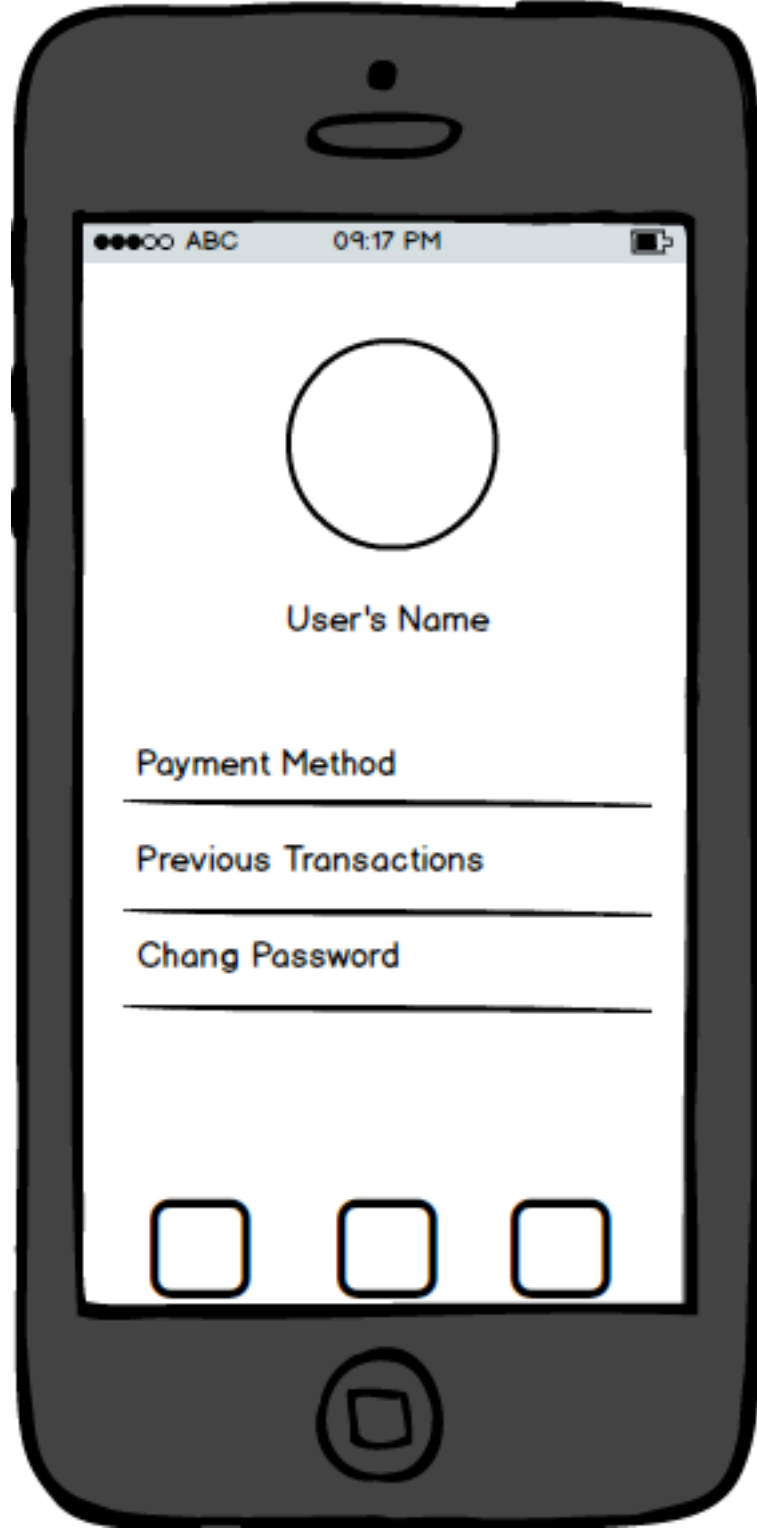 ABC 09:17 PM
User's Name
Payment Method
Previous Transactions
Chang Password